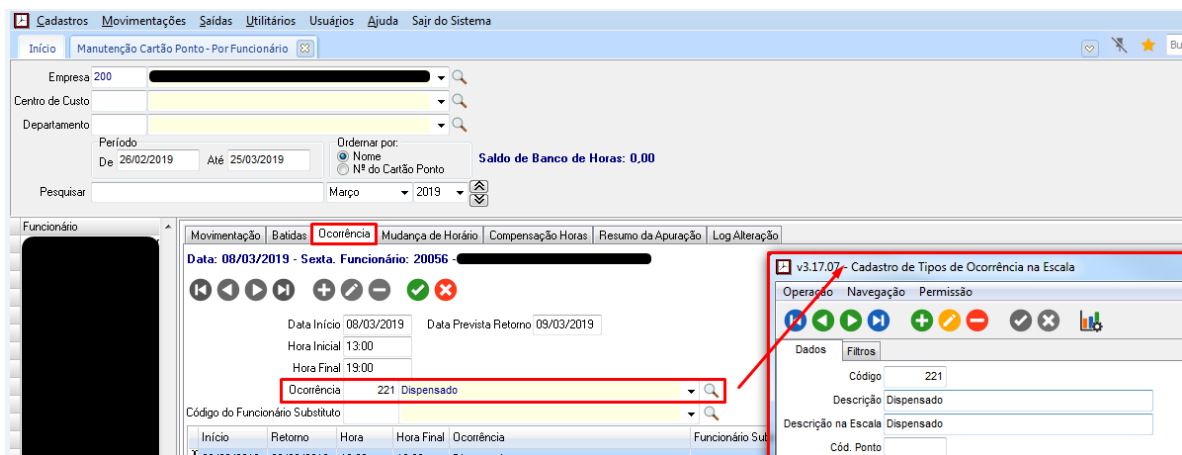 Cadastros Movimentações Saídas Utilitários Usuários Ajuda Sair do Sistema
Início Manutenção Cartão Ponto - Por Funcionário
Empresa 200
Centro de Custo
Departamento
Período Ordernar por:
De 26/02/2019 Até 25/03/2019 Nome Saldo de Banco de Horas: 0,00
Nº do Cartão Ponto
Pesquisar Março 2019
Funcionário
Movimentação Batidas Ocorrência Mudança de Horário Compensação Horas Resumo da Apuração Log Alteração
Data: 08/03/2019 - Sexta. Funcionário: 20056 -
Data Início 08/03/2019 Data Prevista Retorno 09/03/2019
Hora Inicial 13:00
Hora Final 19:00
Ocorrência 221 Dispensado
Código do Funcionário Substituto
Início Retorno Hora Hora Final Ocorrência Funcionário Sub
v3.17.07 - Cadastro de Tipos de Ocorrência na Escala
Operação Navegação Permissão
Dados Filtros
Código 221
Descrição Dispensado
Descrição na Escala Dispensado
Cód. Ponto